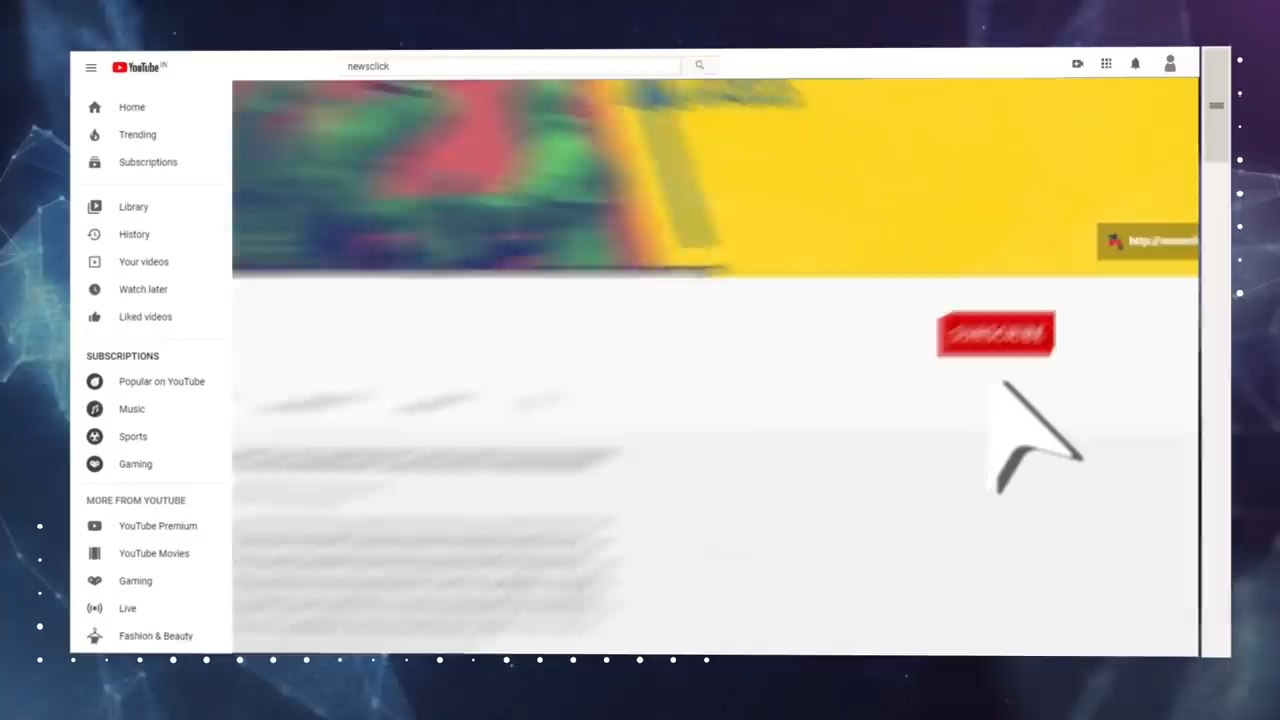 YouTube IN
newsclick
Home
Trending
Subscriptions
Library
History
Your videos
Watch later
Liked videos
SUBSCRIPTIONS
Popular on YouTube
Music
Sports
Gaming
MORE FROM YOUTUBE
YouTube Premium
YouTube Movies
Gaming
Live
Fashion & Beauty
SUBSCRIBE